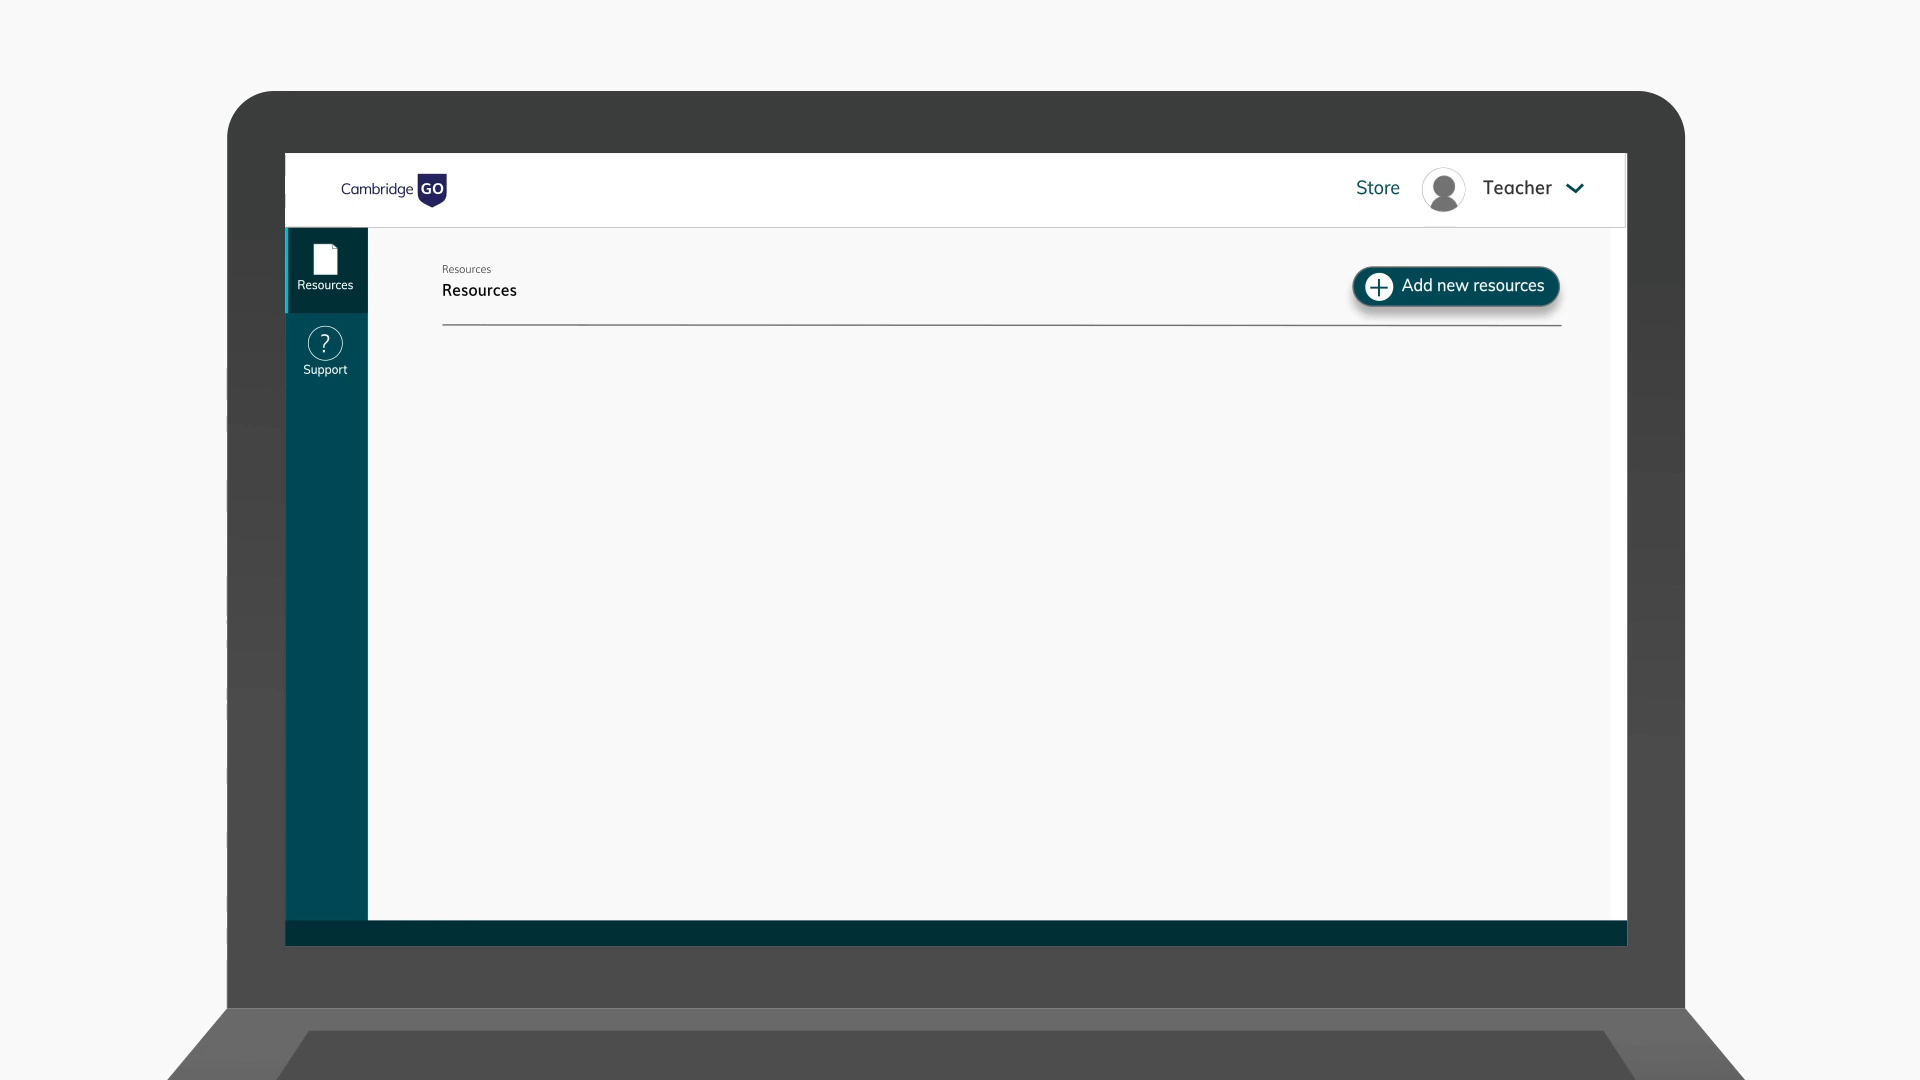 Cambridge GO
Store
Teacher
Resources
Support
Resources
Resources
Add new resources
?